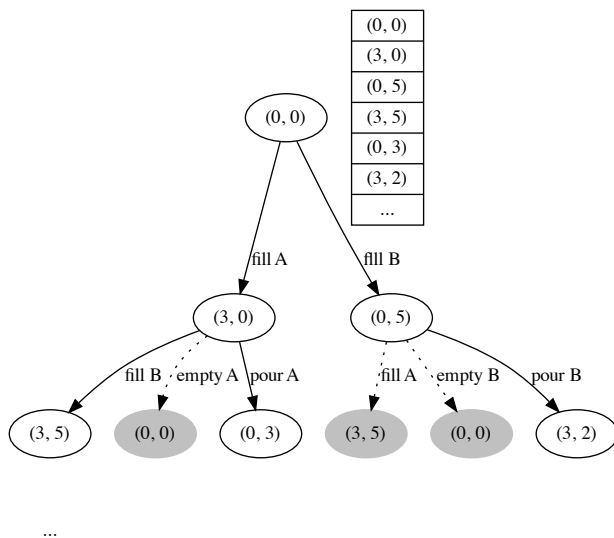 (0, 0)
(3, 0)
(0, 5)
(3, 5)
(0, 3)
(3, 2)
...
(0, 0)
fill A
flll B
(3, 0)
(0, 5)
fill B
empty A
pour A
fill A
empty B
pour B
(3, 5)
(0, 0)
(0, 3)
(3, 5)
(0, 0)
(3, 2)
...